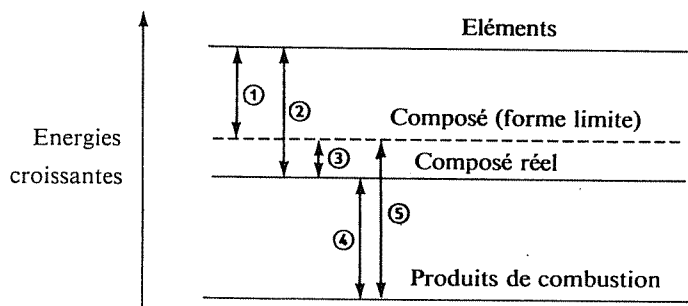 Eléments
①
②
Composé (forme limite)
Energies
croissantes
③
Composé réel
④
⑤
Produits de combustion